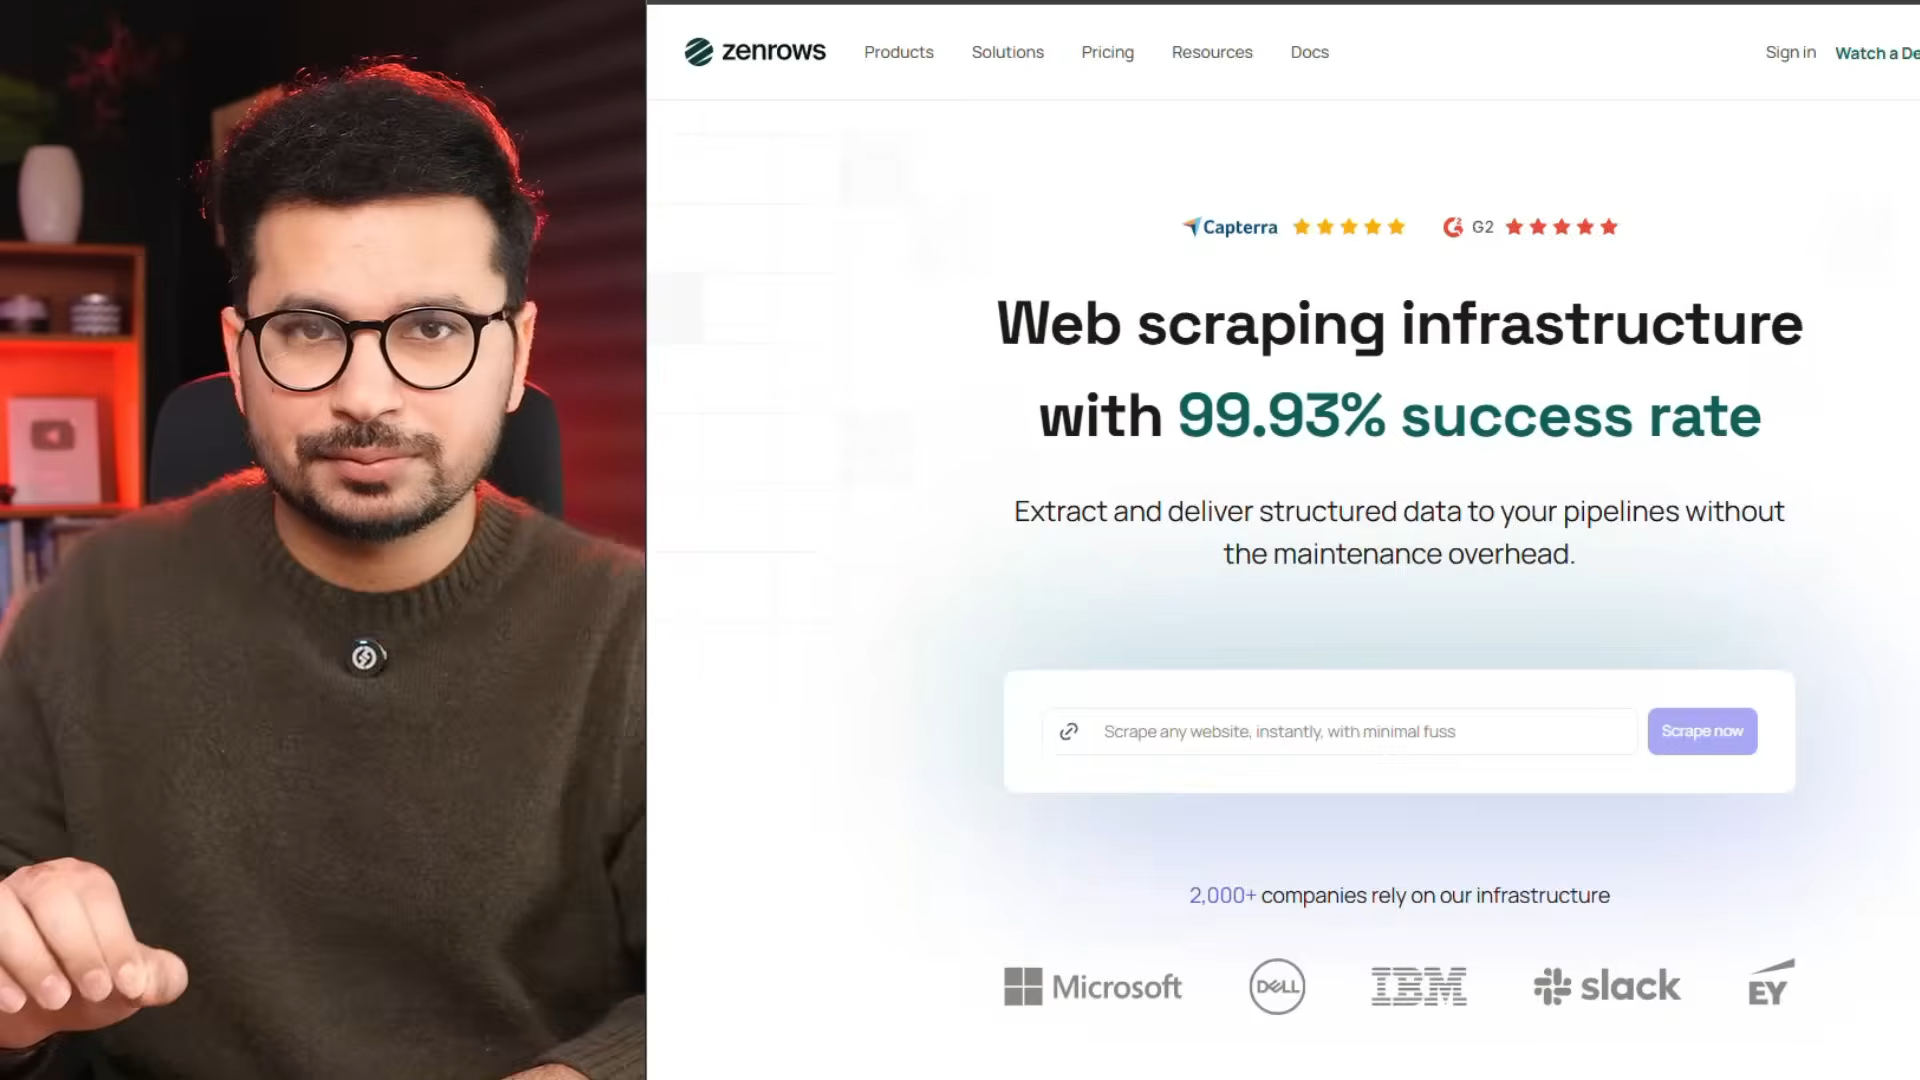 zenrows
Products
Solutions
Pricing
Resources
Docs
Sign in
Watch a De
Capterra
G2
Web scraping infrastructure
with 99.93% success rate
Extract and deliver structured data to your pipelines without
the maintenance overhead.
Scrape any website, instantly, with minimal fuss
Scrape now
2,000+ companies rely on our infrastructure
Microsoft
DELL
IBM
slack
EY